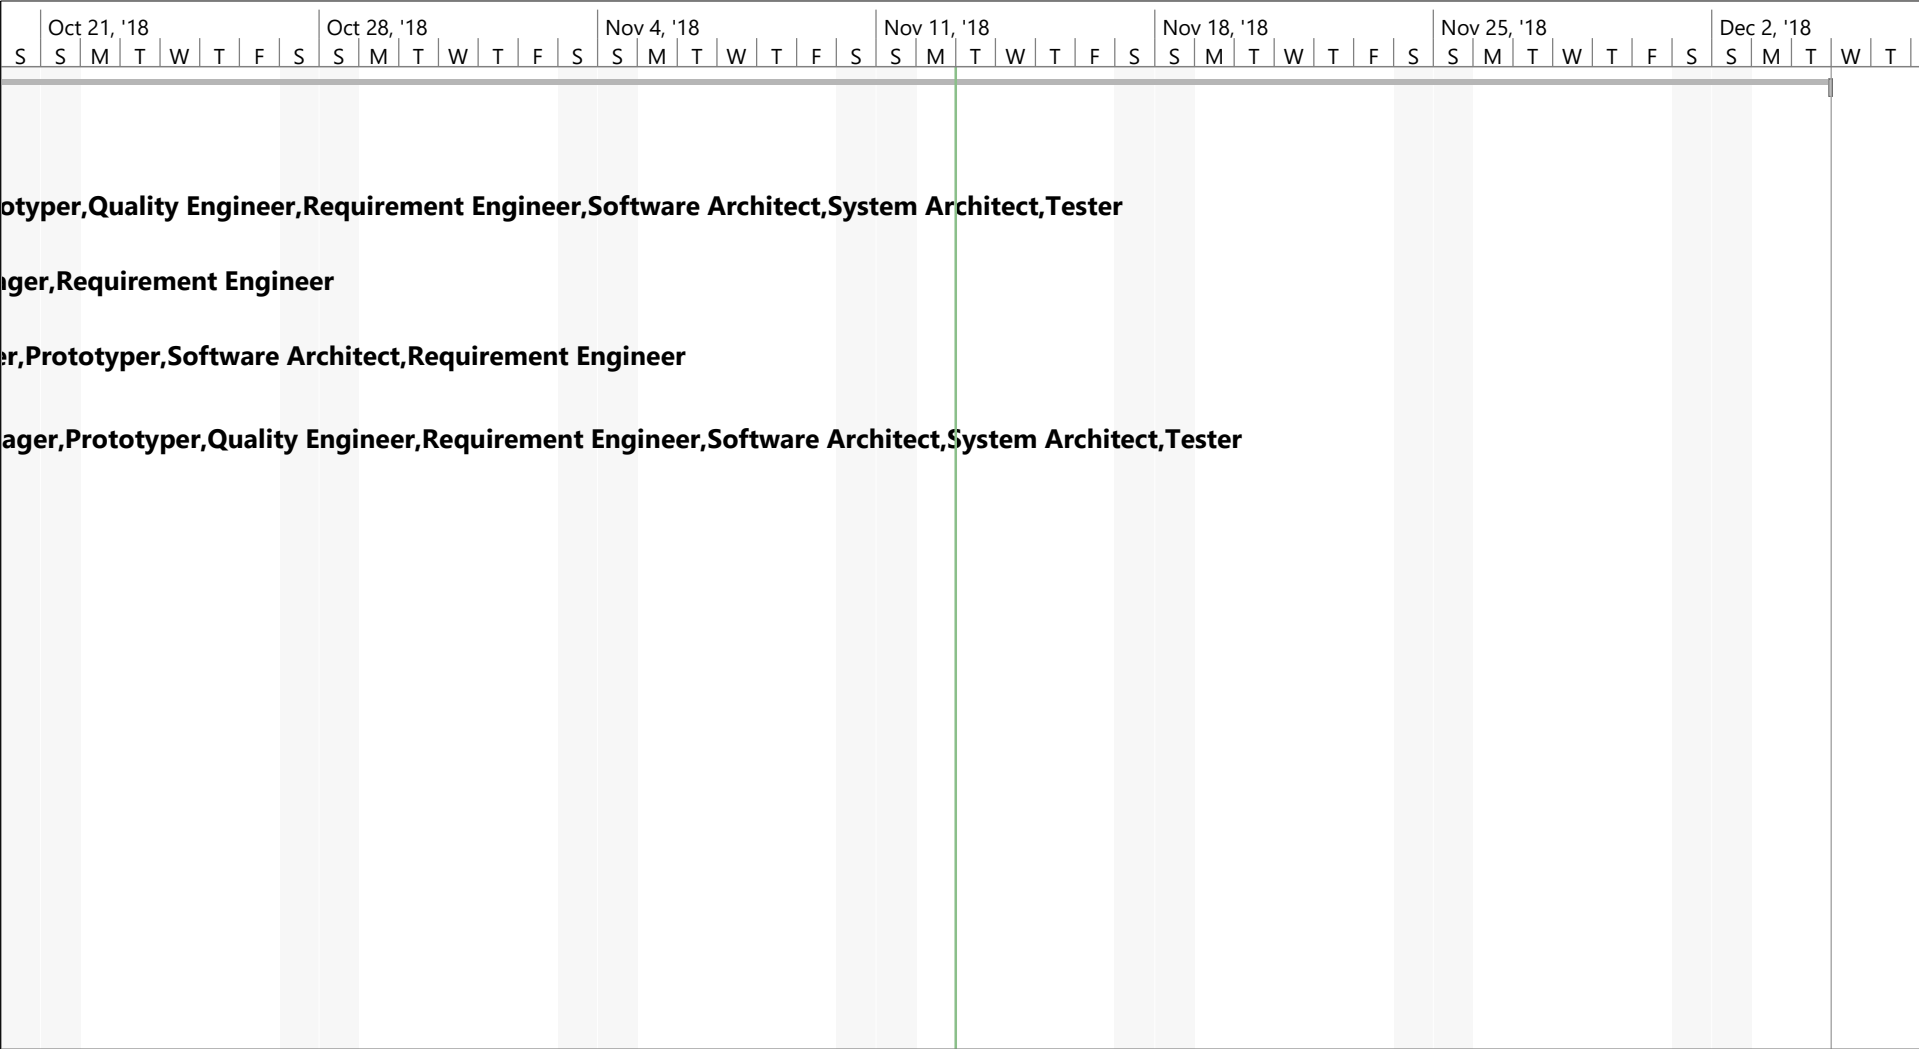 Oct 21, '18 Oct 28, '18 Nov 4, '18 Nov 11, '18 Nov 18, '18 Nov 25, '18 Dec 2, '18
S S M T W T F S S M T W T F S S M T W T F S S M T W T F S S M T W T F S S M T W T F S S M T W T
otyper,Quality Engineer,Requirement Engineer,Software Architect,System Architect,Tester
ager,Requirement Engineer
er,Prototyper,Software Architect,Requirement Engineer
ager,Prototyper,Quality Engineer,Requirement Engineer,Software Architect,System Architect,Tester